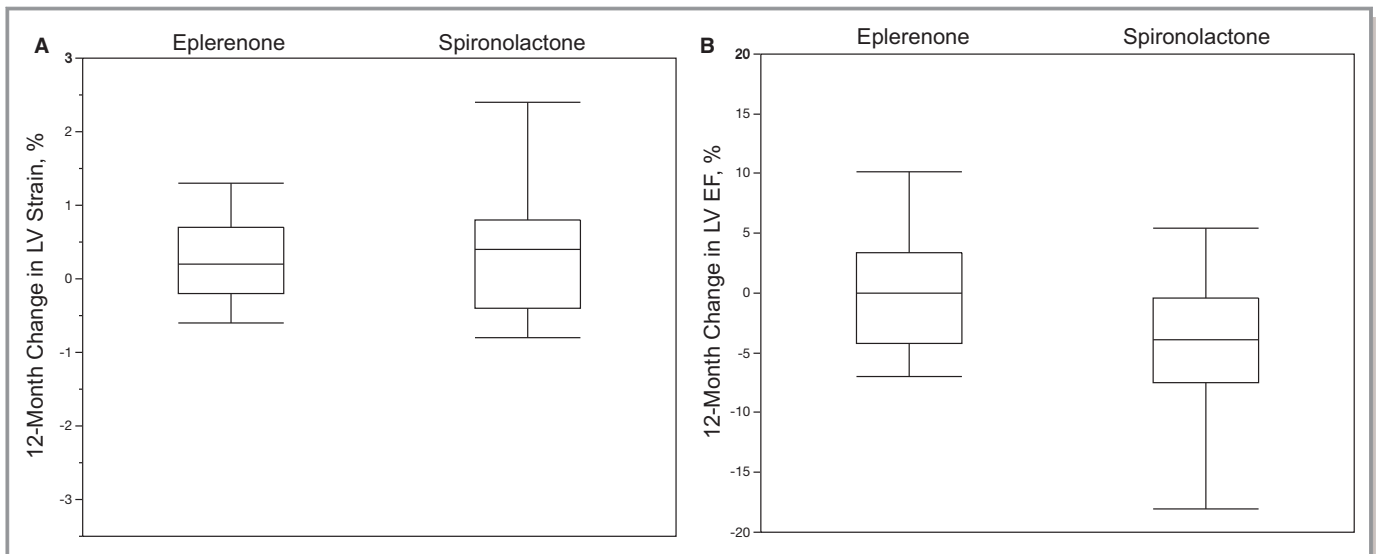 A
Eplerenone Spironolactone
12-Month Change in LV Strain, %
3
2
1
0
-1
-2
-3
B
Eplerenone Spironolactone
12-Month Change in LV EF, %
20
15
10
5
0
-5
-10
-15
-20